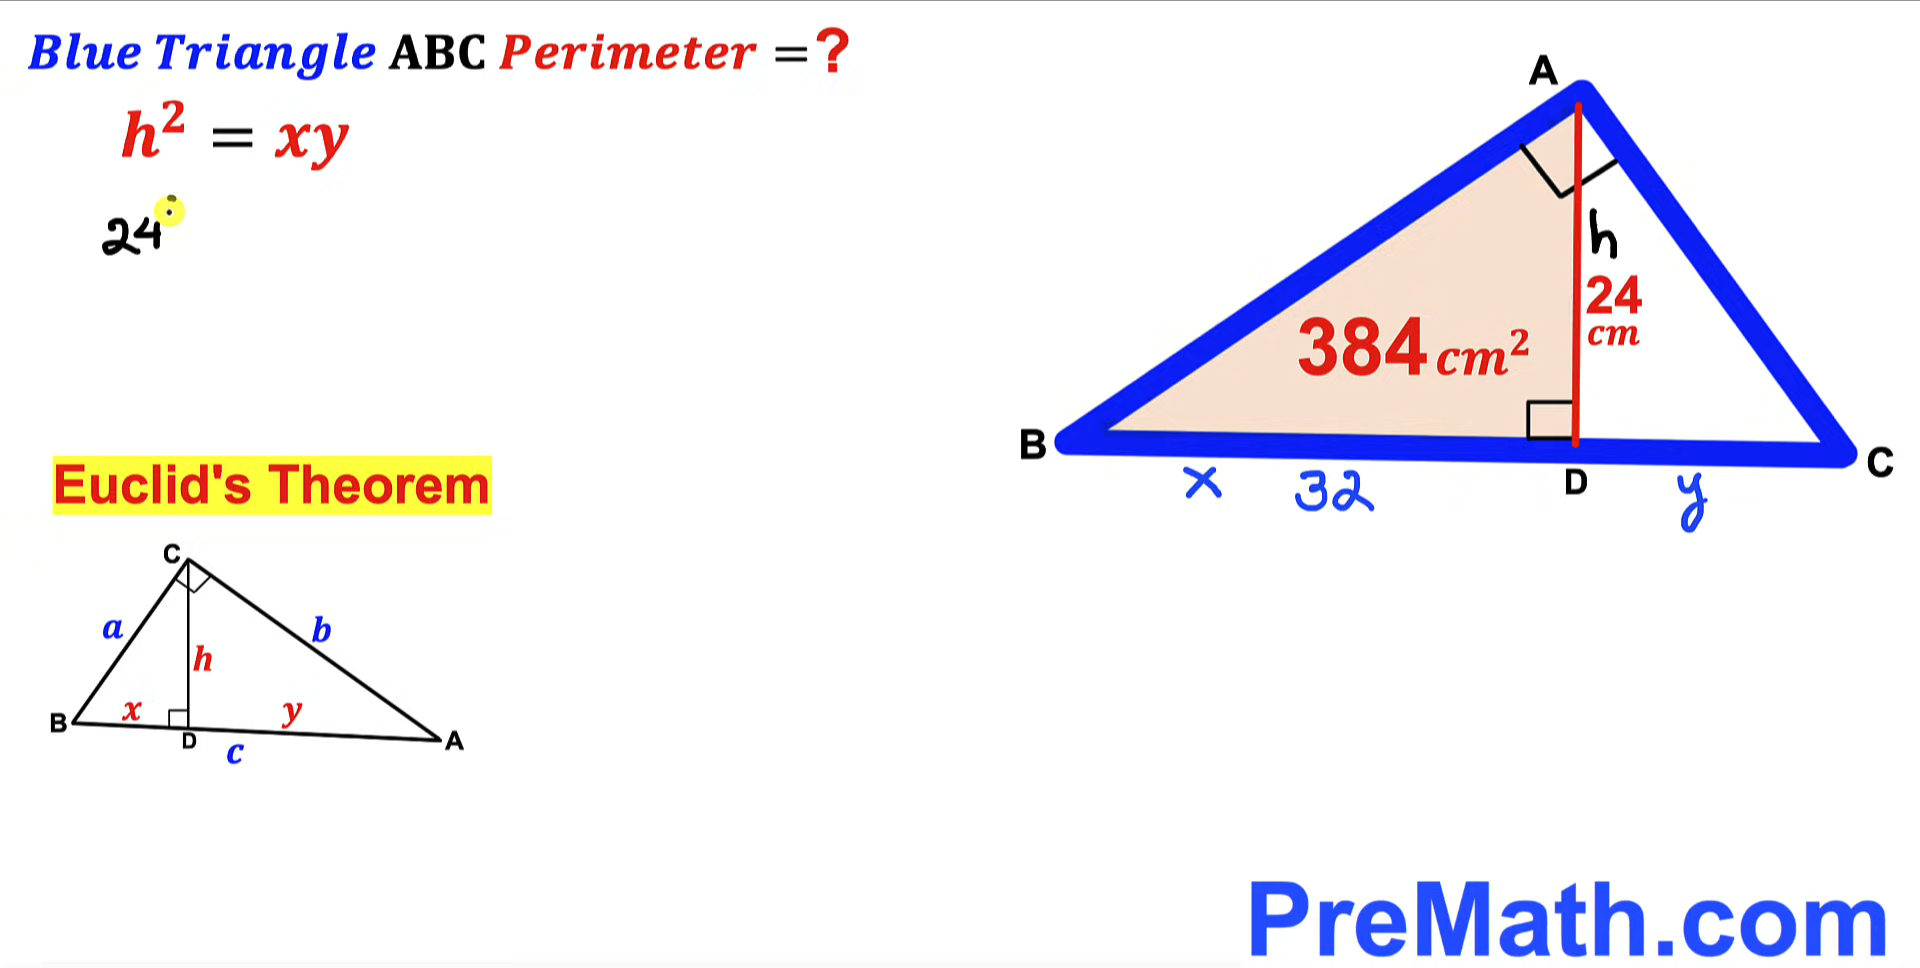 Blue Triangle ABC Perimeter = ?
h² = xy
24
A
h
24
cm
384 cm²
B
C
x 32
D
y
Euclid's Theorem
C
a
b
h
B
x
y
D
c
A
PreMath.com